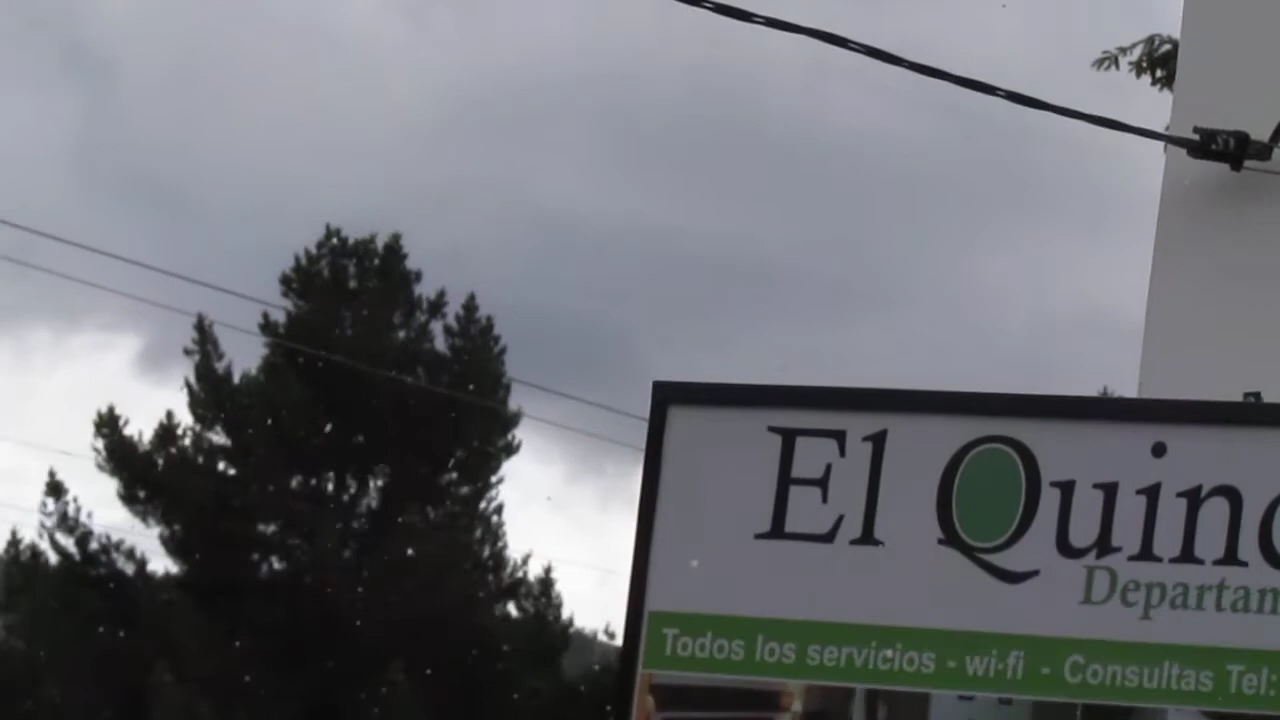 El Quinc
Departam
Todos los servicios - wi-fi - Consultas Tel: